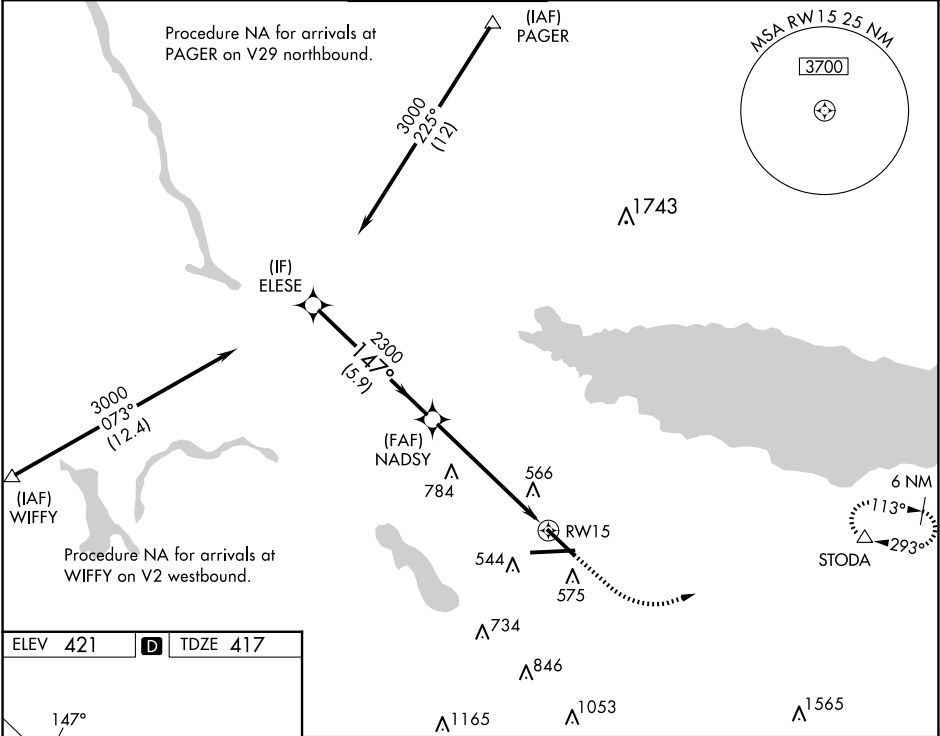 Procedure NA for arrivals at
PAGER on V29 northbound.
(IAF)
PAGER
MSA RW15 25 NM
3700
3000
225°
(12)
1743
(IF)
ELESE
2300
147°
(5.9)
3000
073°
(12.4)
(IAF)
WIFFY
(FAF)
NADSY
784
566
RW15
6 NM
113°
293°
STODA
Procedure NA for arrivals at
WIFFY on V2 westbound.
544
575
734
846
1053
1165
1565
ELEV 421 D TDZE 417
147°